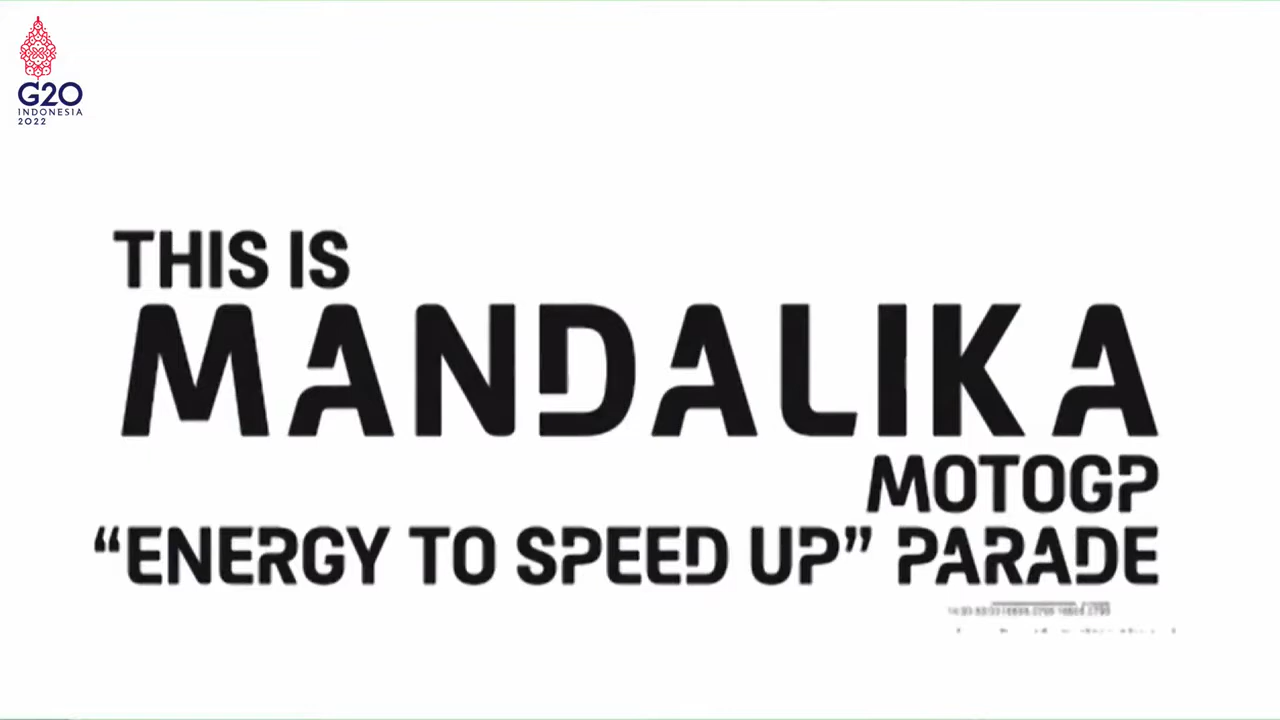 G20
INDONESIA
2022
THIS IS
MANDALIKA
MOTOGP
“ENERGY TO SPEED UP” PARADE